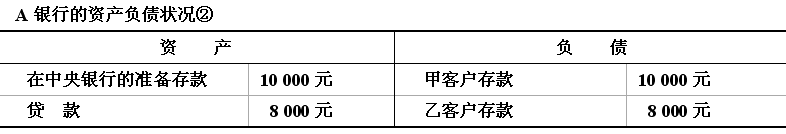 A 银行的资产负债状况②
资 产 负 债
在中央银行的准备存款 10 000 元 甲客户存款 10 000 元
贷 款 8 000 元 乙客户存款 8 000 元